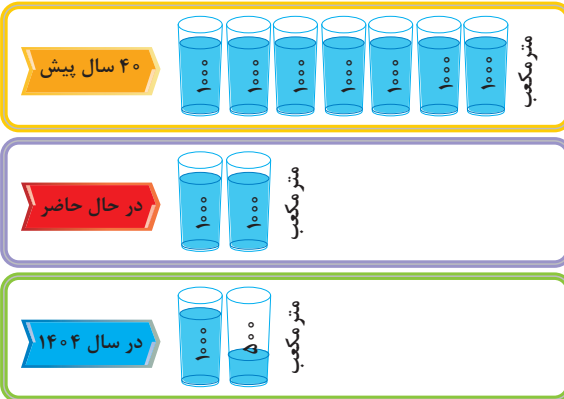 ۴۰ سال پیش
۱۰۰۰ ۱۰۰۰ ۱۰۰۰ ۱۰۰۰ ۱۰۰۰ ۱۰۰۰ ۱۰۰۰
متر مکعب
در حال حاضر
۱۰۰۰ ۱۰۰۰
متر مکعب
در سال ۱۴۰۴
۱۰۰۰ ۵۰۰
متر مکعب